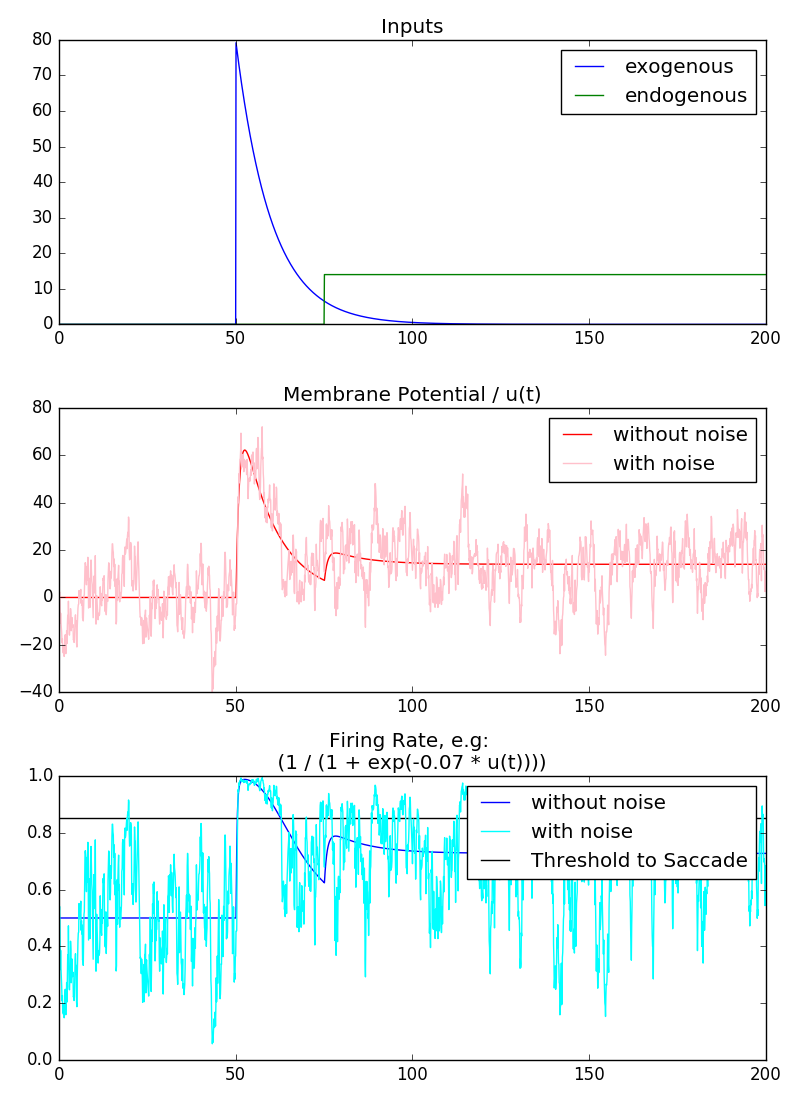 Inputs
80
70
60
50
40
30
20
10
0
exogenous
endogenous
0 50 100 150 200
Membrane Potential / u(t)
80
60
40
20
0
−20
−40
without noise
with noise
0 50 100 150 200
Firing Rate, e.g:
(1 / (1 + exp(-0.07 * u(t))))
1.0
0.8
0.6
0.4
0.2
0.0
without noise
with noise
Threshold to Saccade
0 50 100 150 200